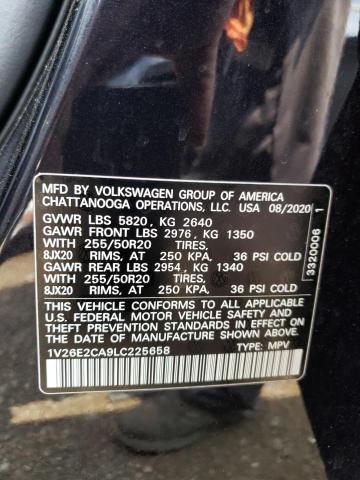 MFD BY VOLKSWAGEN GROUP OF AMERICA
CHATTANOOGA OPERATIONS, LLC. USA 08/2020
GVWR LBS 5820, KG 2640
GAWR FRONT LBS 2976, KG 1350
WITH 255/50R20 TIRES,
8JX20 RIMS, AT 250 KPA, 36 PSI COLD
GAWR REAR LBS 2954, KG 1340
WITH 255/50R20 TIRES,
8JX20 RIMS, AT 250 KPA, 36 PSI COLD
THIS VEHICLE CONFORMS TO ALL APPLICABLE
U.S. FEDERAL MOTOR VEHICLE SAFETY AND
THEFT PREVENTION STANDARDS IN EFFECT ON
THE DATE OF MANUFACTURE SHOWN ABOVE.
1V26E2CA9LC225658 TYPE: MPV
3320006 1